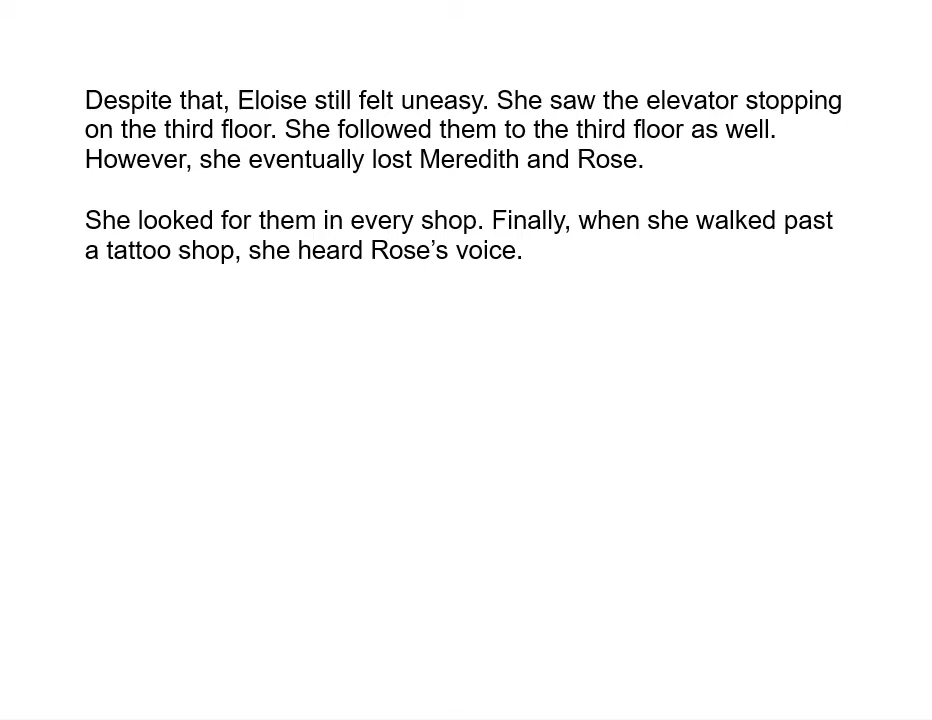 Despite that, Eloise still felt uneasy. She saw the elevator stopping
on the third floor. She followed them to the third floor as well.
However, she eventually lost Meredith and Rose.
She looked for them in every shop. Finally, when she walked past
a tattoo shop, she heard Rose’s voice.